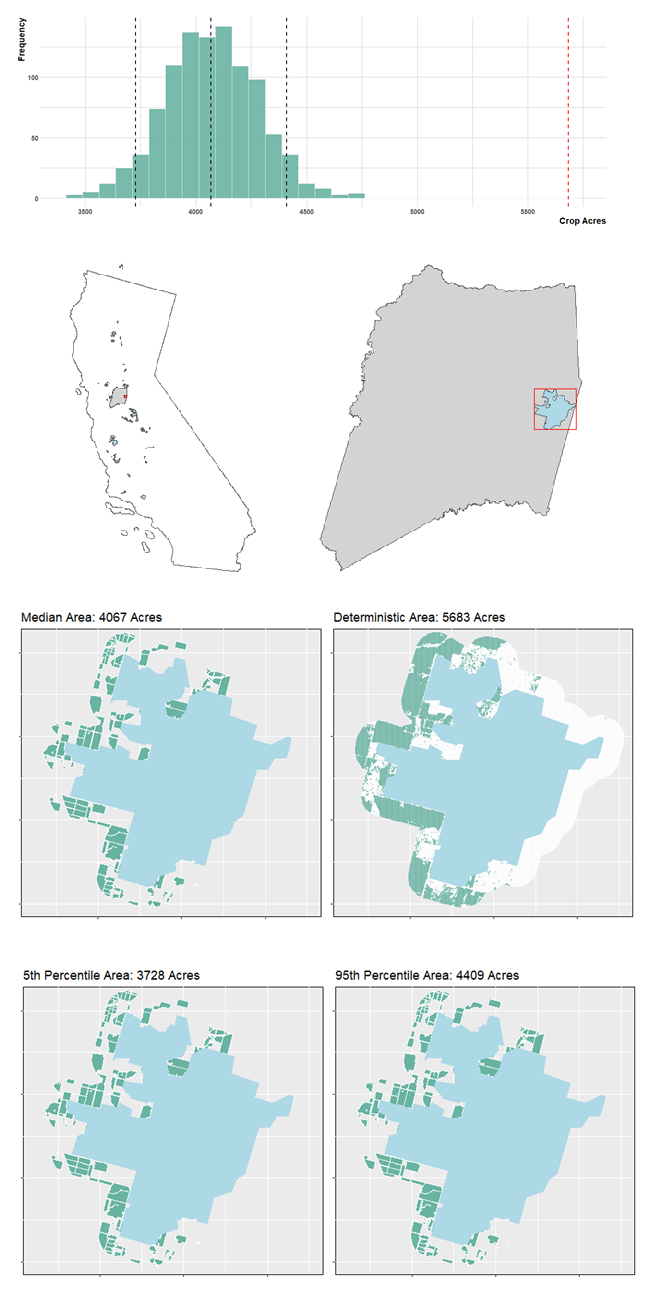 Frequency
100
50
0
3500 4000 4500 5000 5500
Crop Acres
Median Area: 4067 Acres
Deterministic Area: 5683 Acres
5th Percentile Area: 3728 Acres
95th Percentile Area: 4409 Acres